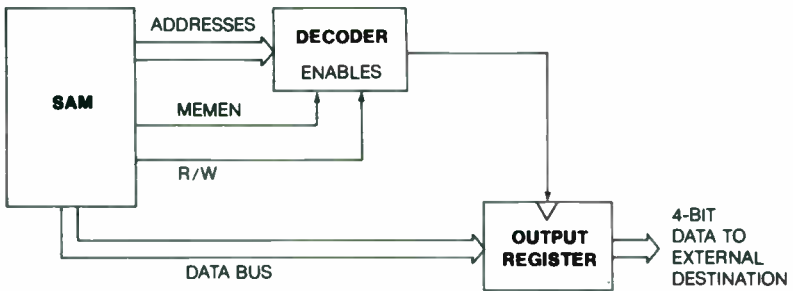 ADDRESSES
DECODER
ENABLES
SAM
MEMEN
R/W
DATA BUS
OUTPUT
REGISTER
4-BIT
DATA TO
EXTERNAL
DESTINATION